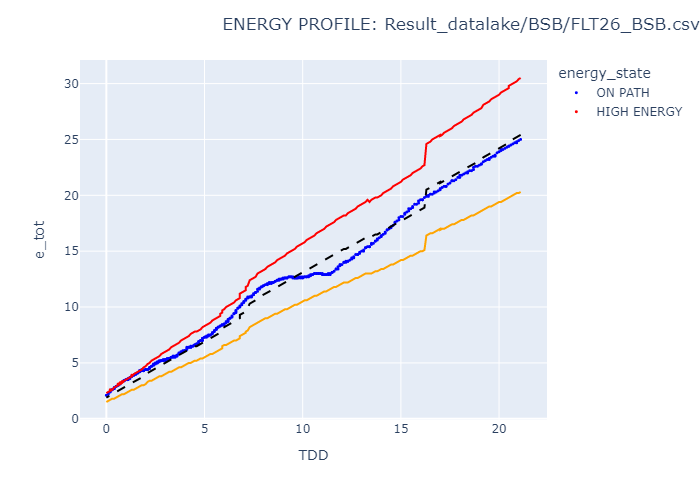 ENERGY PROFILE: Result_datalake/BSB/FLT26_BSB.csv
energy_state
ON PATH
HIGH ENERGY
e_tot
30
25
20
15
10
5
0
0 5 10 15 20
TDD